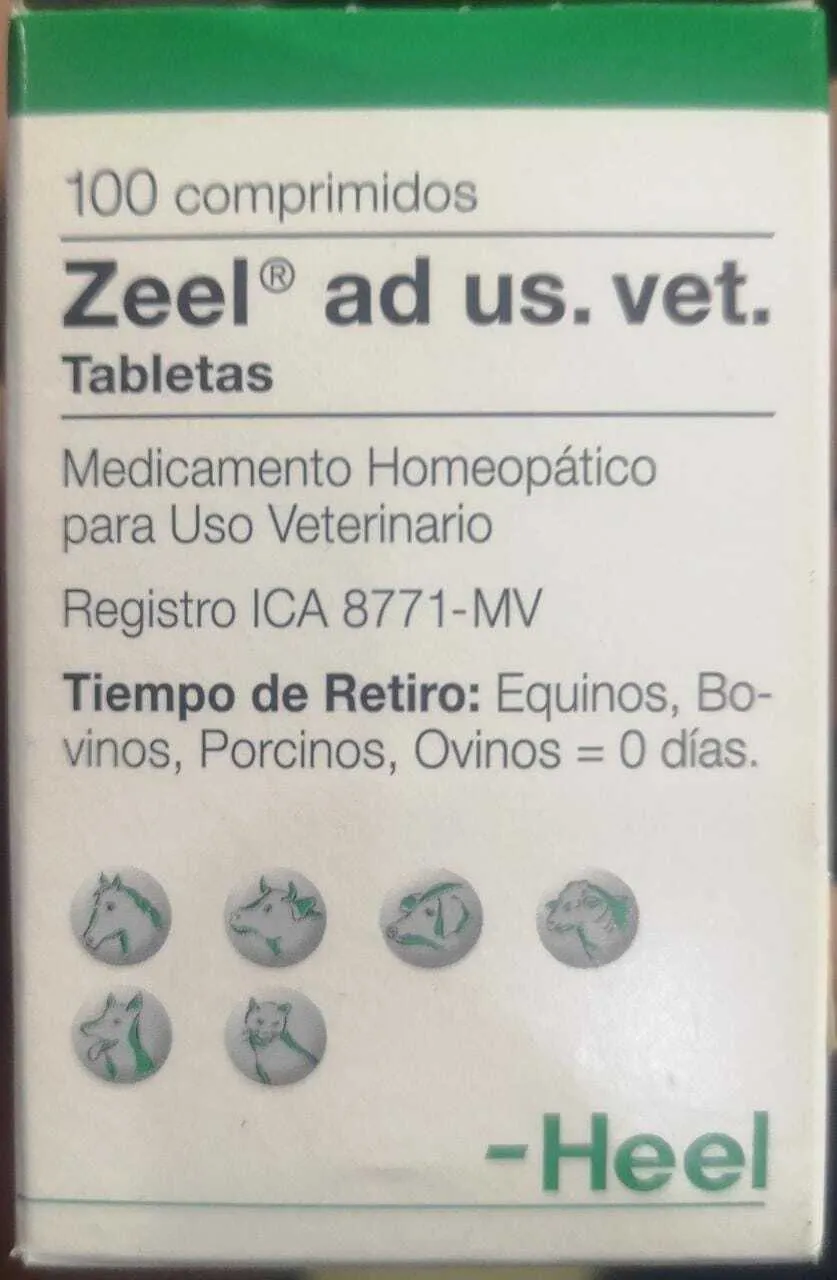 100 comprimidos
Zeel® ad us. vet.
Tabletas
Medicamento Homeopático
para Uso Veterinario
Registro ICA 8771-MV
Tiempo de Retiro: Equinos, Bo-
vinos, Porcinos, Ovinos = 0 días.
-Heel